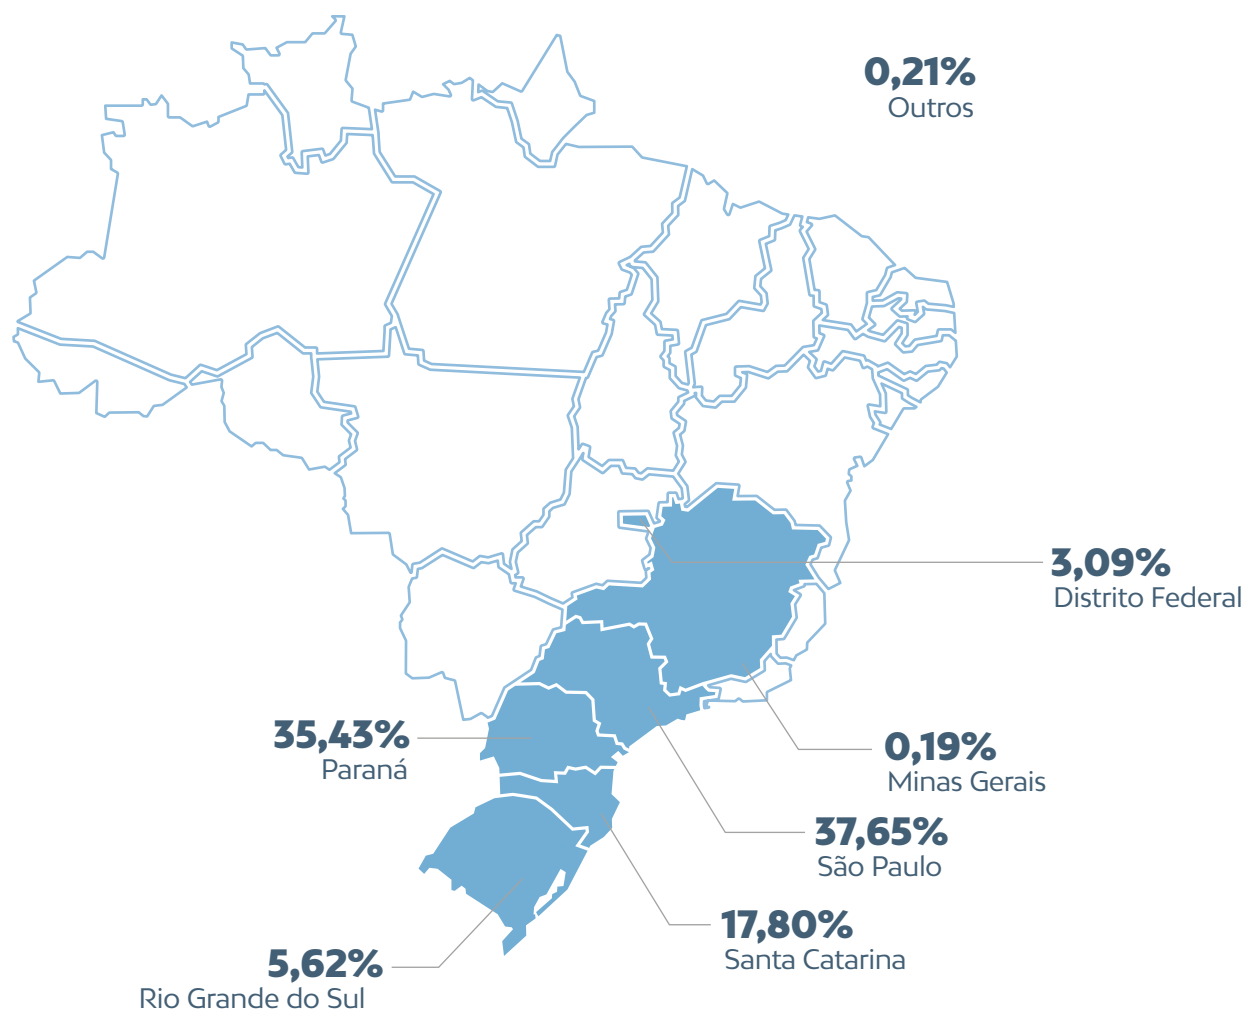 0,21%
Outros
3,09%
Distrito Federal
35,43%
Paraná
0,19%
Minas Gerais
37,65%
São Paulo
17,80%
Santa Catarina
5,62%
Rio Grande do Sul